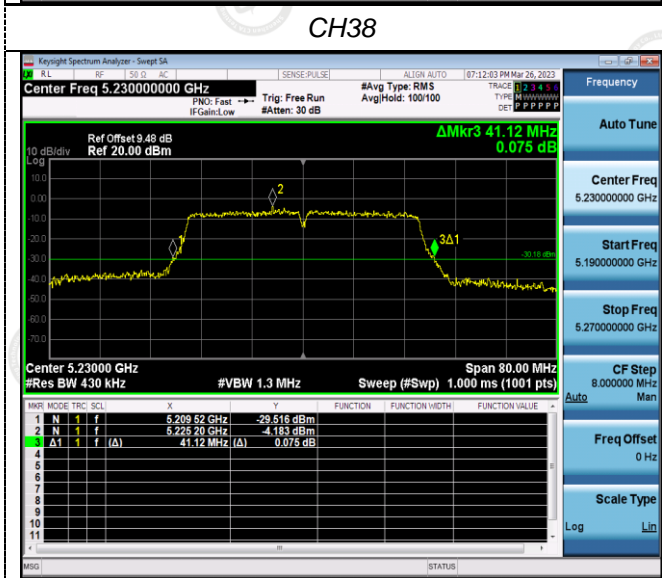 CH38
Keysight Spectrum Analyzer - Swept SA
RL RF 50 Ω AC SENSE:PULSE ALIGN AUTO 07:12:03 PM Mar 26, 2023
Center Freq 5.230000000 GHz #Avg Type: RMS TRACE 1 2 3 4 5 6
PNO: Fast Trig: Free Run Avg|Hold: 100/100 TYPE M WWWWW
IFGain:Low #Atten: 30 dB DET P P P P P P
Frequency
Auto Tune
Center Freq
5.230000000 GHz
Start Freq
5.190000000 GHz
Stop Freq
5.270000000 GHz
CF Step
8.000000 MHz
Auto Man
Freq Offset
0 Hz
Scale Type
Log Lin
ΔMkr3 41.12 MHz
0.075 dB
Ref Offset 9.48 dB
10 dB/div Ref 20.00 dBm
Log
10.0
0.00
-10.0
-20.0
-30.0
-40.0
-50.0
-60.0
-70.0
1
2
3Δ1
-30.18 dBm
Center 5.23000 GHz Span 80.00 MHz
#Res BW 430 kHz #VBW 1.3 MHz Sweep (#Swp) 1.000 ms (1001 pts)
MKR MODE TRC SCL X Y FUNCTION FUNCTION WIDTH FUNCTION VALUE
1 N 1 f 5.209 52 GHz -29.516 dBm
2 N 1 f 5.225 20 GHz -4.183 dBm
3 Δ1 1 f (Δ) 41.12 MHz (Δ) 0.075 dB
4
5
6
7
8
9
10
11
MSG STATUS